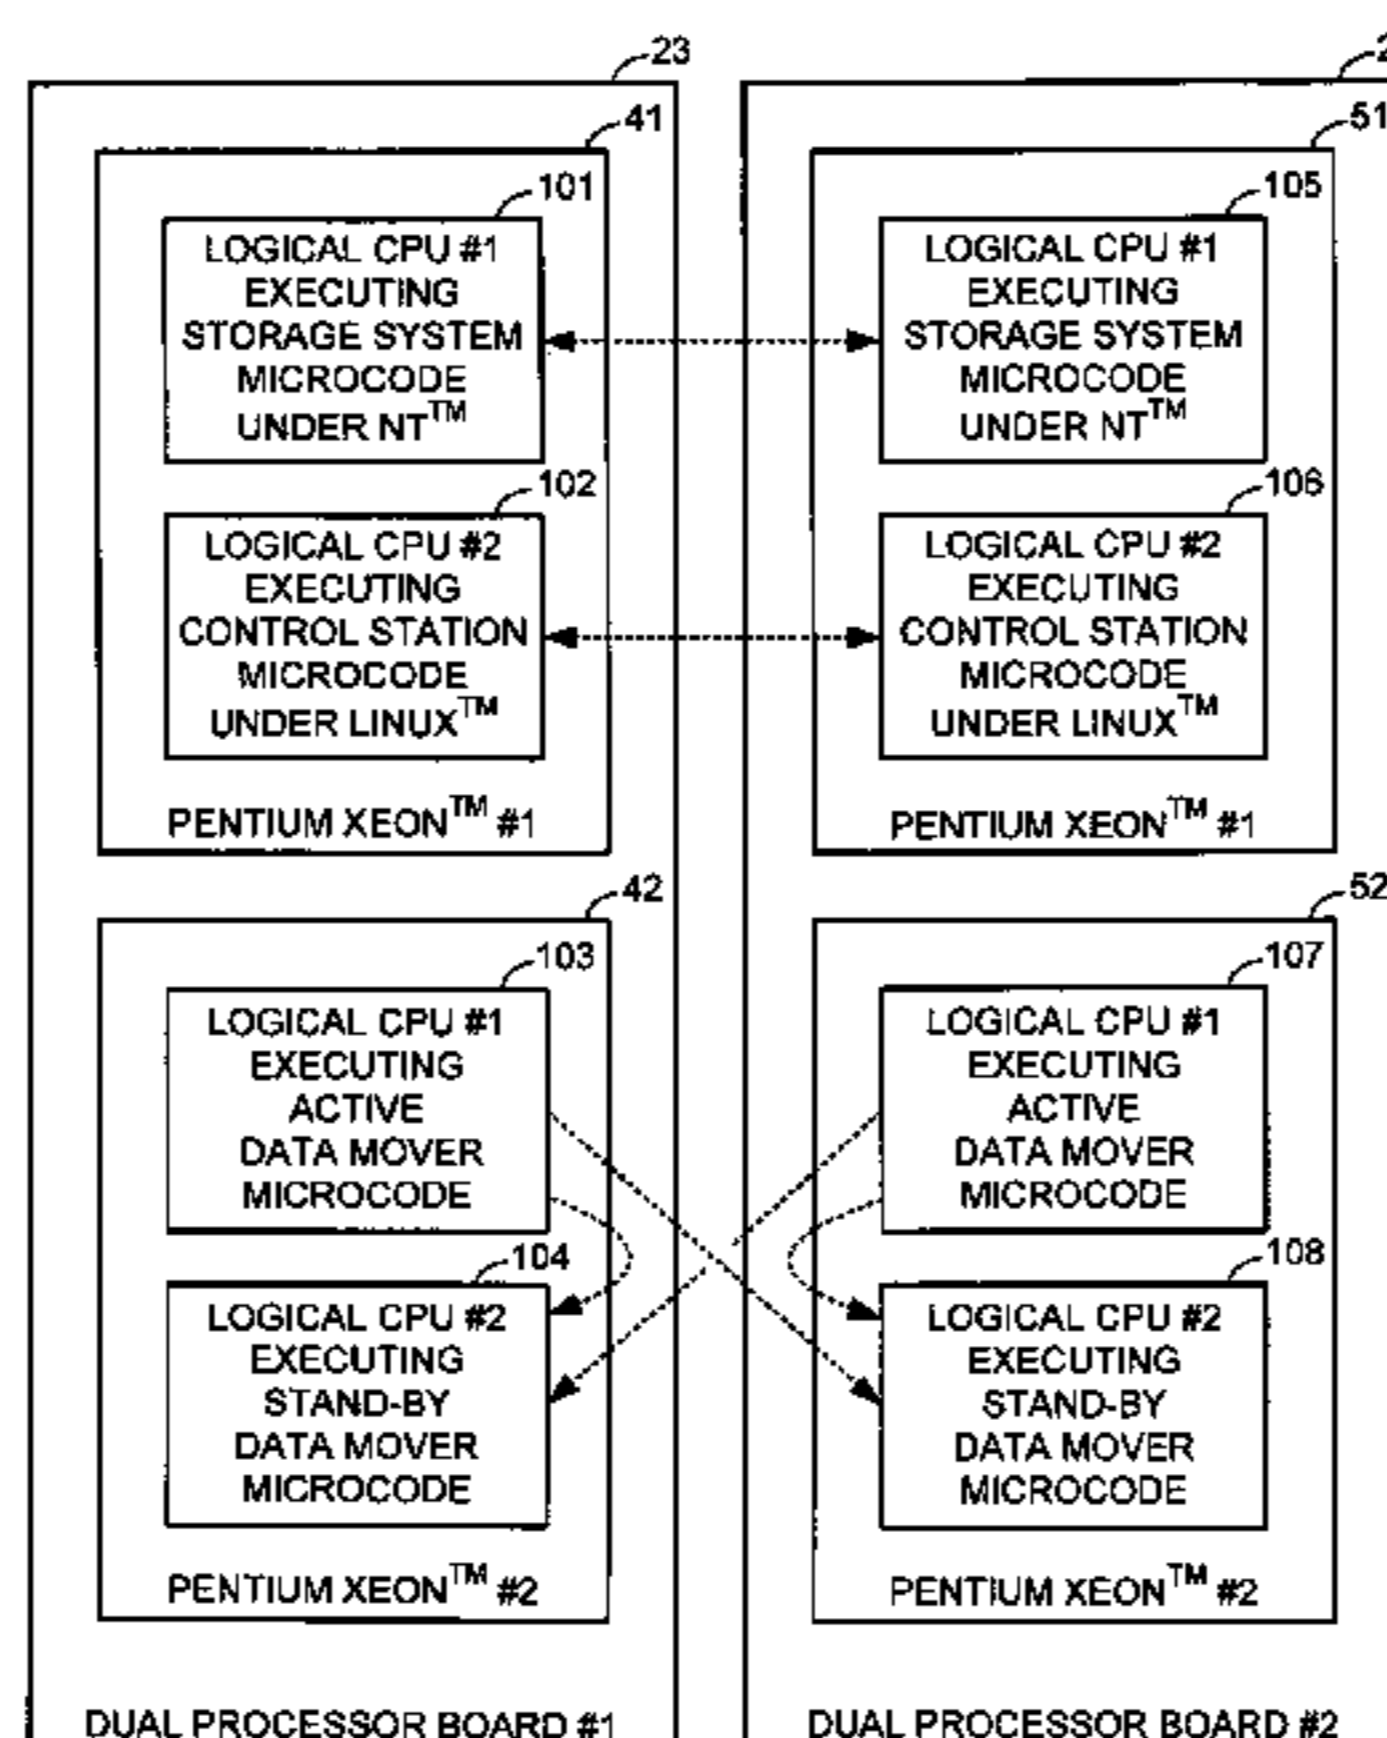 23
41
101
LOGICAL CPU #1
EXECUTING
STORAGE SYSTEM
MICROCODE
UNDER NT™
102
LOGICAL CPU #2
EXECUTING
CONTROL STATION
MICROCODE
UNDER LINUX™
PENTIUM XEON™ #1
42
103
LOGICAL CPU #1
EXECUTING
ACTIVE
DATA MOVER
MICROCODE
104
LOGICAL CPU #2
EXECUTING
STAND-BY
DATA MOVER
MICROCODE
PENTIUM XEON™ #2
DUAL PROCESSOR BOARD #1
51
105
LOGICAL CPU #1
EXECUTING
STORAGE SYSTEM
MICROCODE
UNDER NT™
106
LOGICAL CPU #2
EXECUTING
CONTROL STATION
MICROCODE
UNDER LINUX™
PENTIUM XEON™ #1
52
107
LOGICAL CPU #1
EXECUTING
ACTIVE
DATA MOVER
MICROCODE
108
LOGICAL CPU #2
EXECUTING
STAND-BY
DATA MOVER
MICROCODE
PENTIUM XEON™ #2
DUAL PROCESSOR BOARD #2